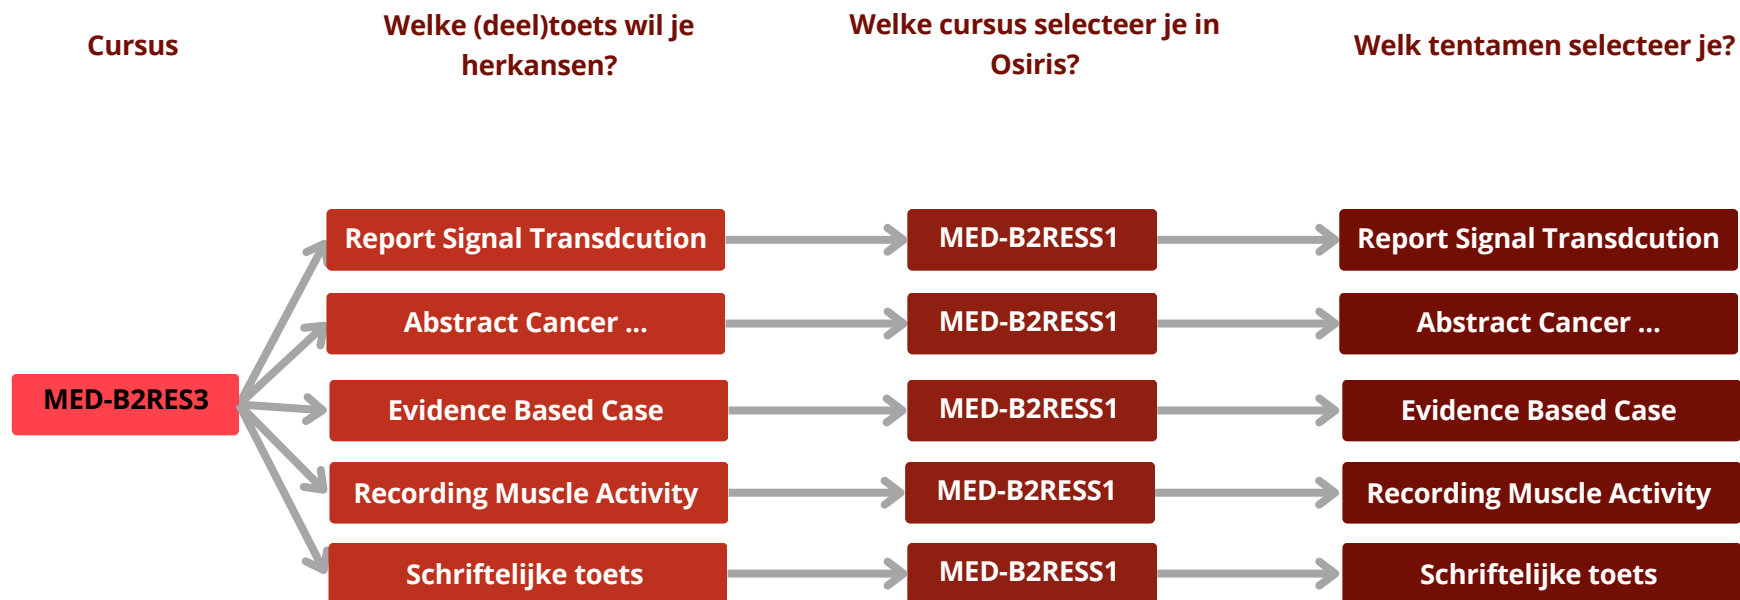 Cursus
Welke (deel)toets wil je
herkansen?
Welke cursus selecteer je in
Osiris?
Welk tentamen selecteer je?
Report Signal Transdcution
MED-B2RESS1
Report Signal Transdcution
Abstract Cancer ...
MED-B2RESS1
Abstract Cancer ...
MED-B2RES3
Evidence Based Case
MED-B2RESS1
Evidence Based Case
Recording Muscle Activity
MED-B2RESS1
Recording Muscle Activity
Schriftelijke toets
MED-B2RESS1
Schriftelijke toets